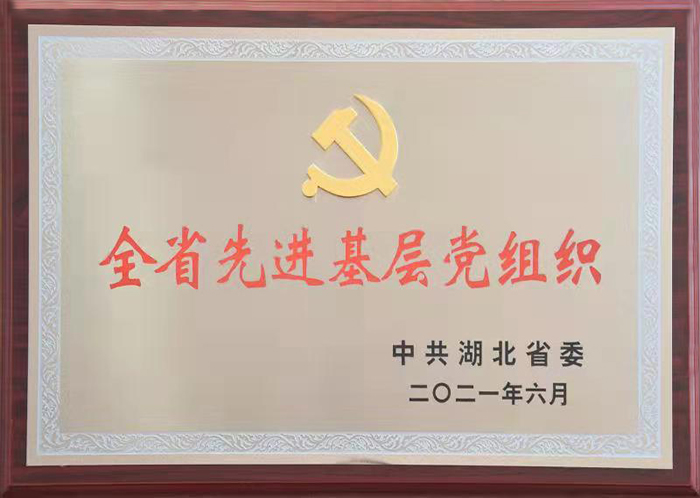 全省先进基层党组织
中共湖北省委
二〇二一年六月